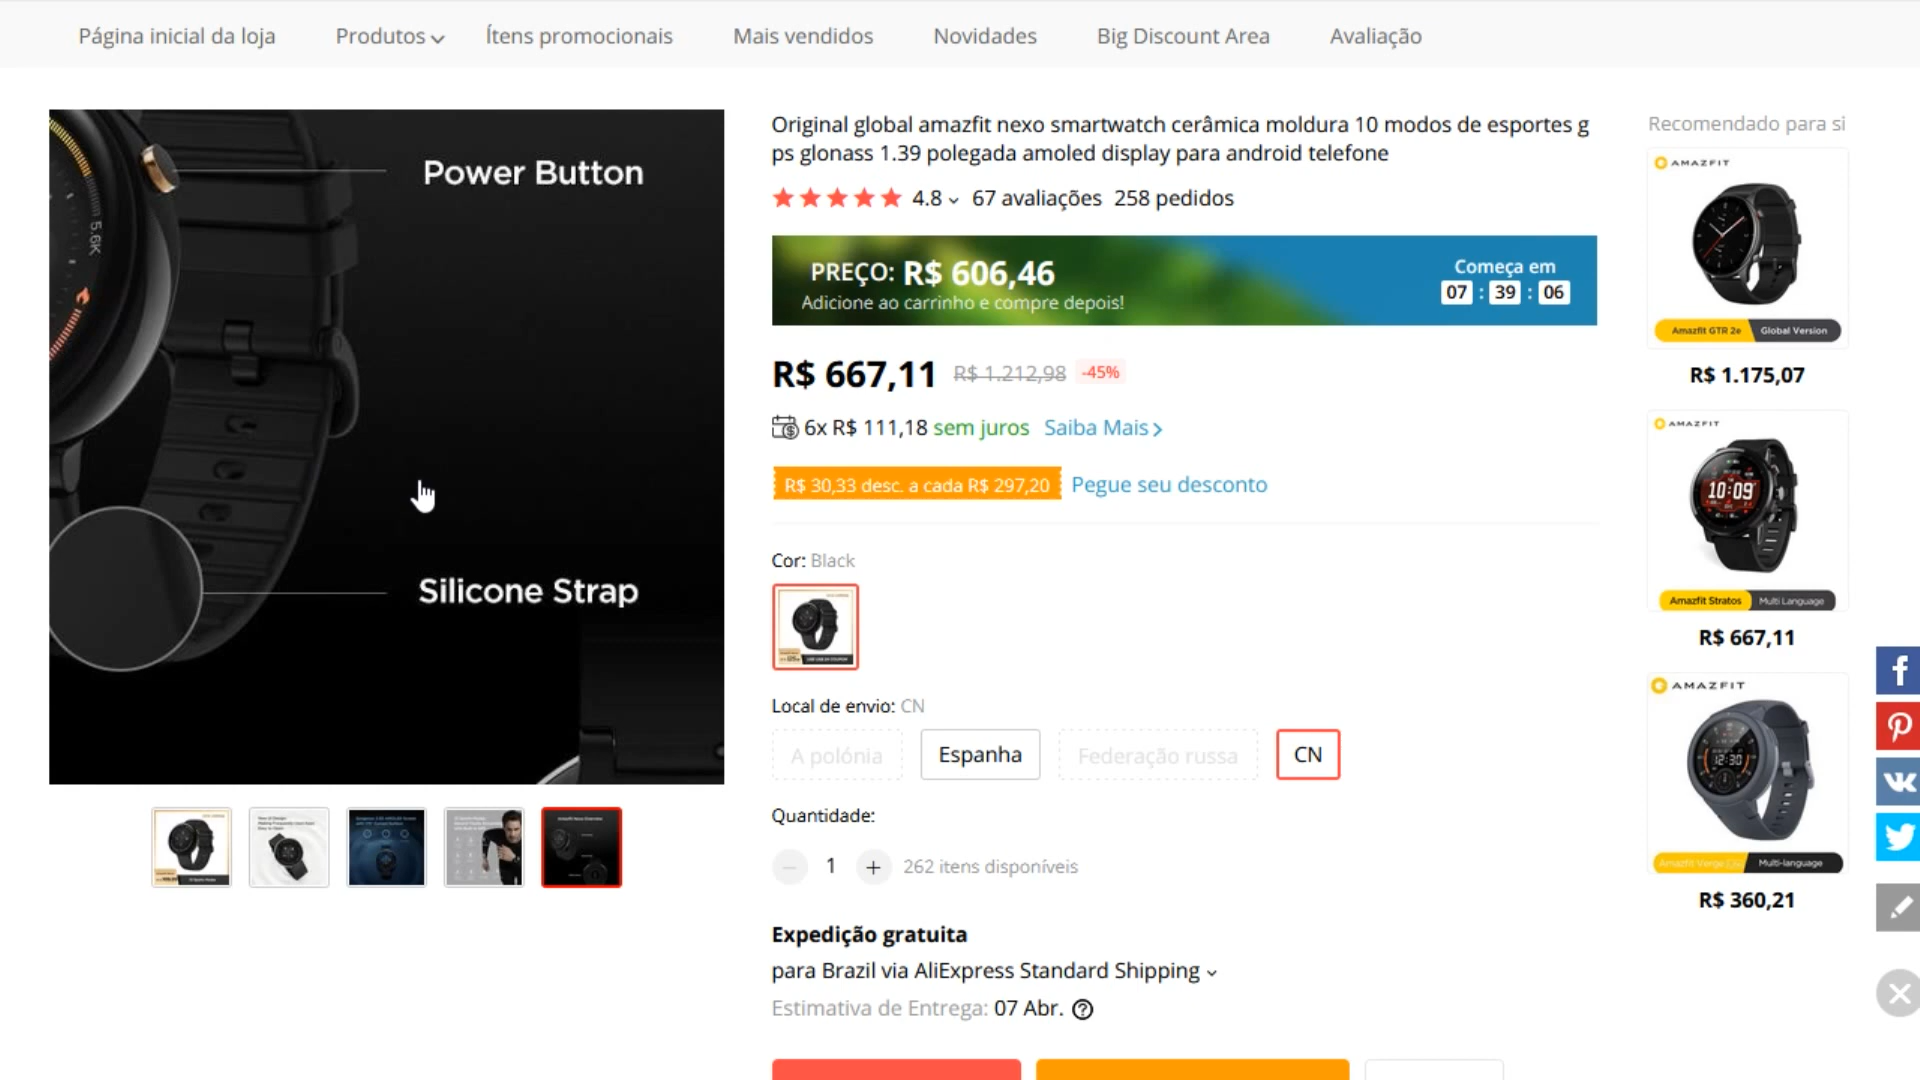 Página inicial da loja
Produtos
Ítens promocionais
Mais vendidos
Novidades
Big Discount Area
Avaliação
5.6K
Power Button
Silicone Strap
Original global amazfit nexo smartwatch cerâmica moldura 10 modos de esportes g
ps glonass 1.39 polegada amoled display para android telefone
4.8 67 avaliações 258 pedidos
PREÇO: R$ 606,46
Adicione ao carrinho e compre depois!
Começa em
07 : 39 : 06
R$ 667,11 R$ 1.212,98 -45%
6x R$ 111,18 sem juros Saiba Mais
R$ 30,33 desc. a cada R$ 297,20 Pegue seu desconto
Cor: Black
Local de envio: CN
A polónia Espanha Federação russa CN
Quantidade:
− 1 + 262 itens disponíveis
Expedição gratuita
para Brazil via AliExpress Standard Shipping
Estimativa de Entrega: 07 Abr. ?
Recomendado para si
AMAZFIT
Amazfit GTR 2e Global Version
R$ 1.175,07
AMAZFIT
10:09
Amazfit Stratos Multi Language
R$ 667,11
AMAZFIT
12:30
Amazfit Verge Multi-language
R$ 360,21